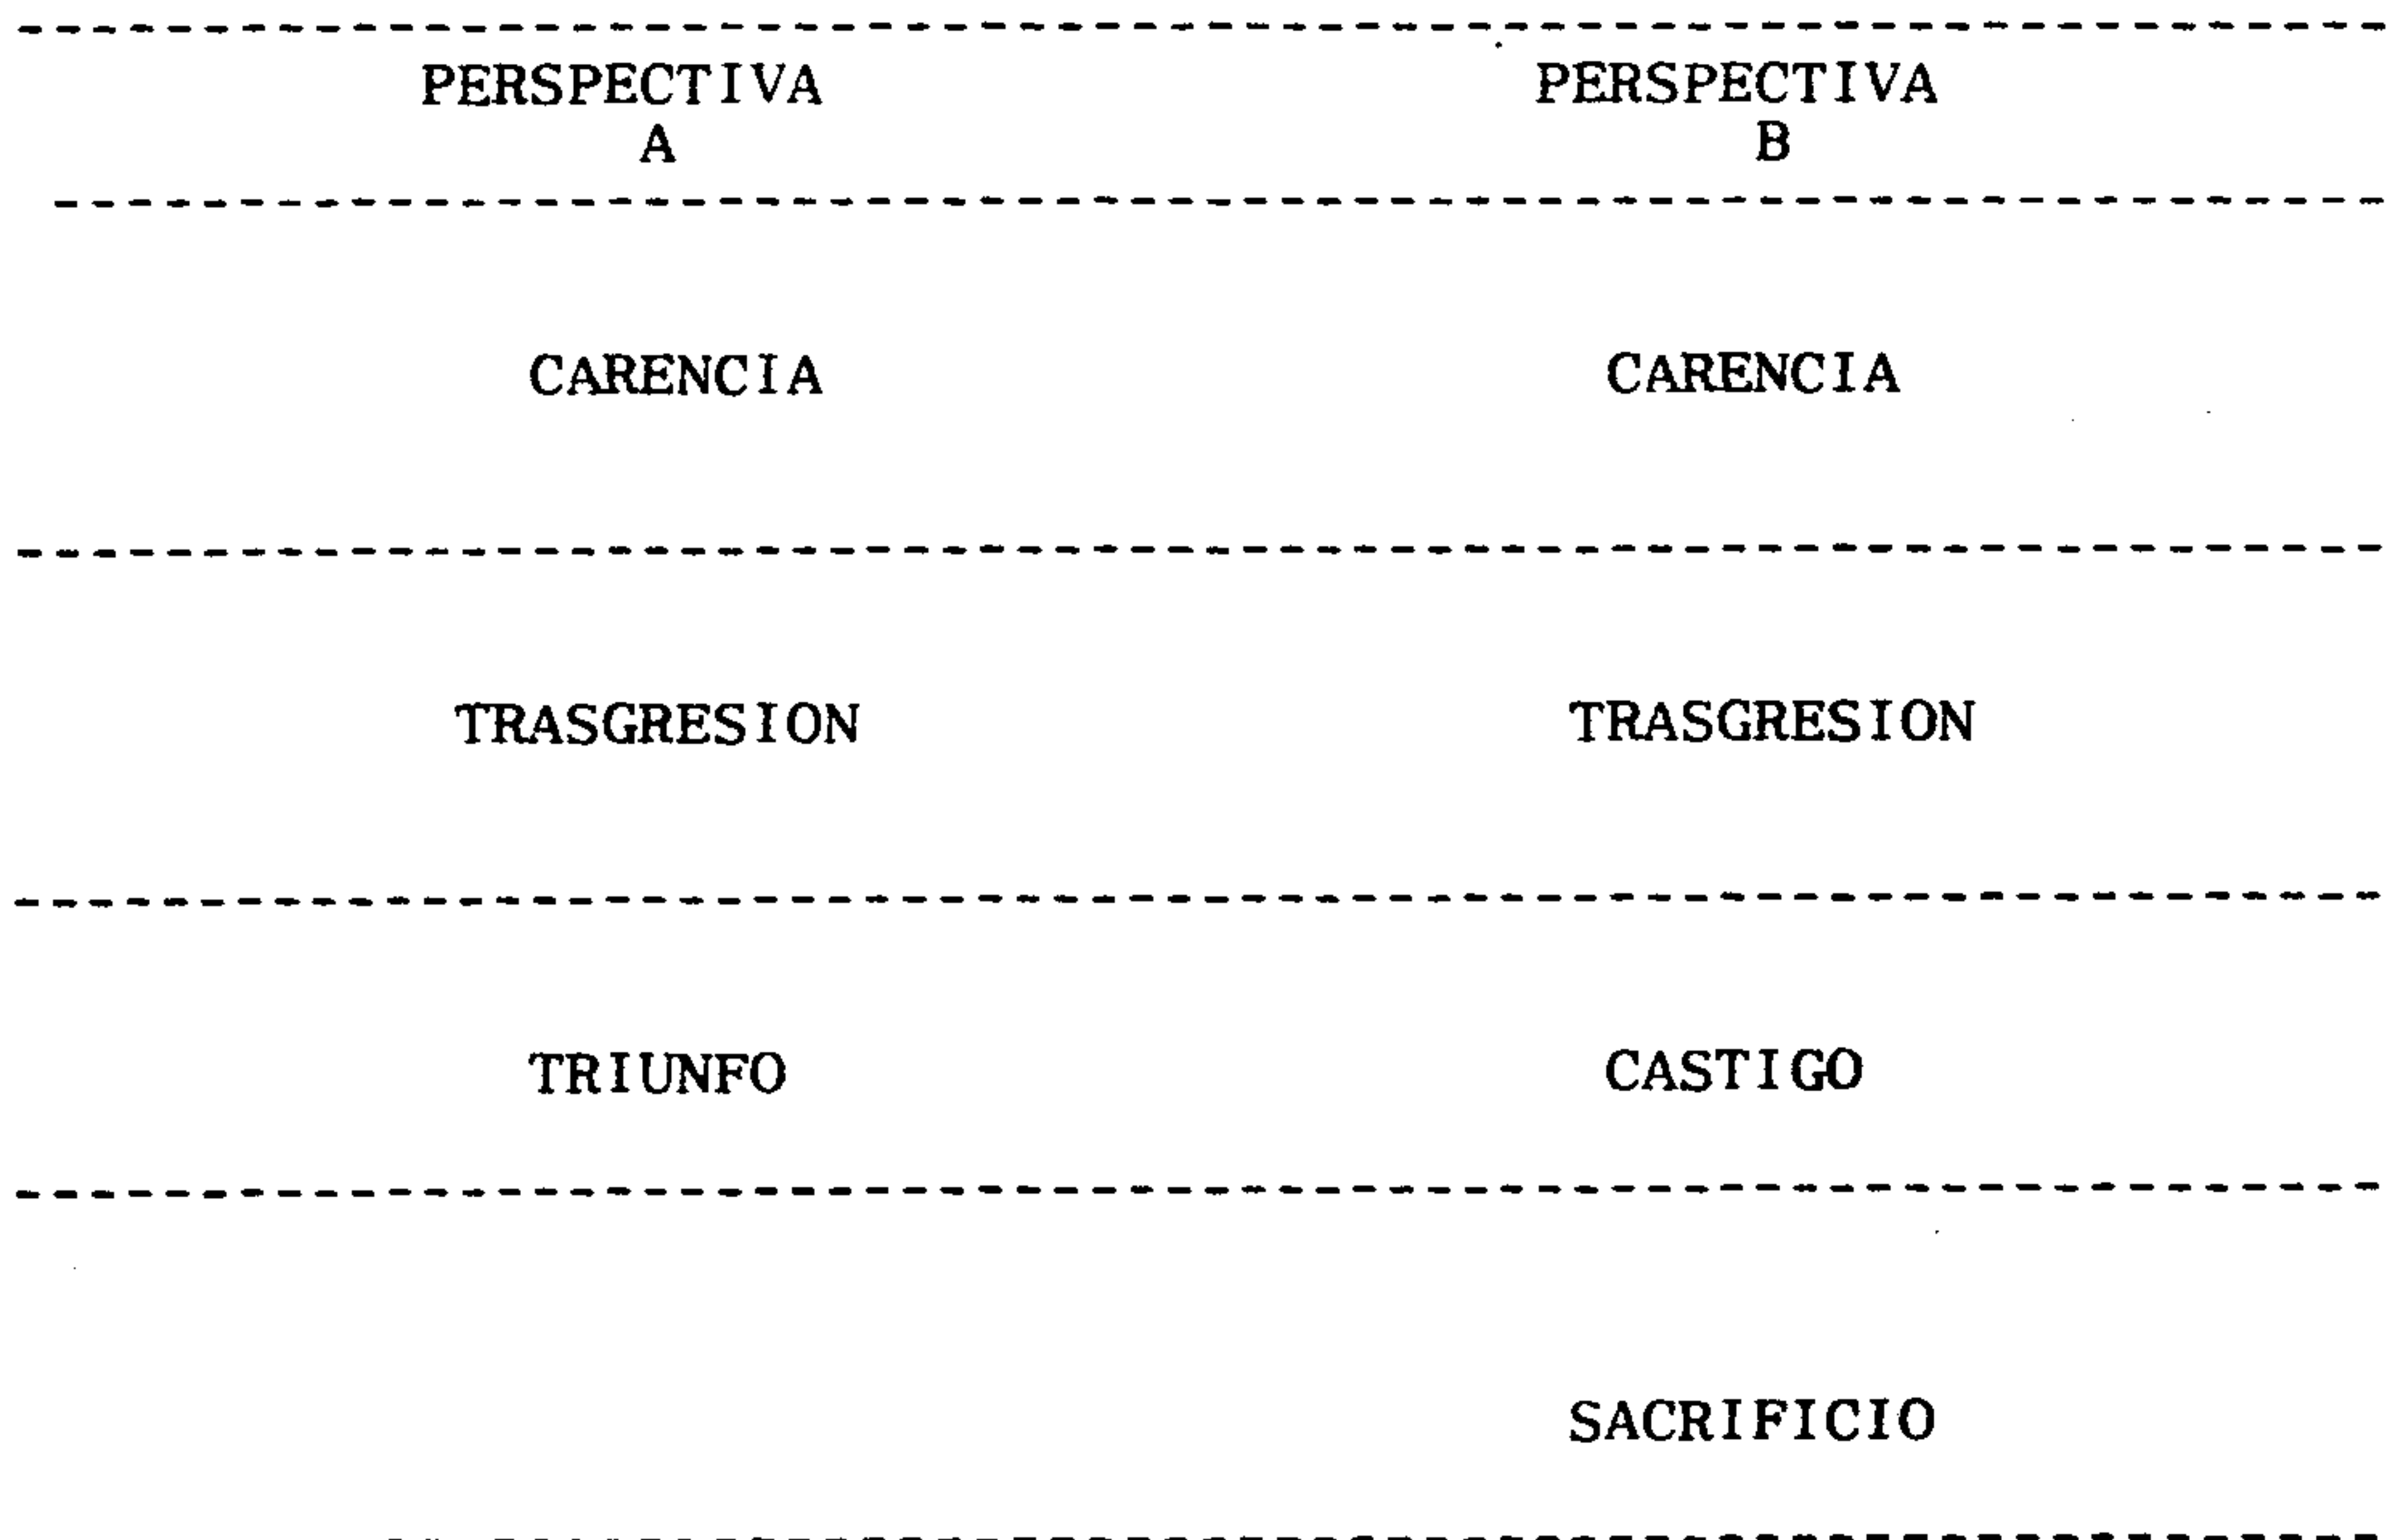 PERSPECTIVA PERSPECTIVA
A B
CARENCIA CARENCIA
TRASGRESION TRASGRESION
TRIUNFO CASTIGO
SACRIFICIO